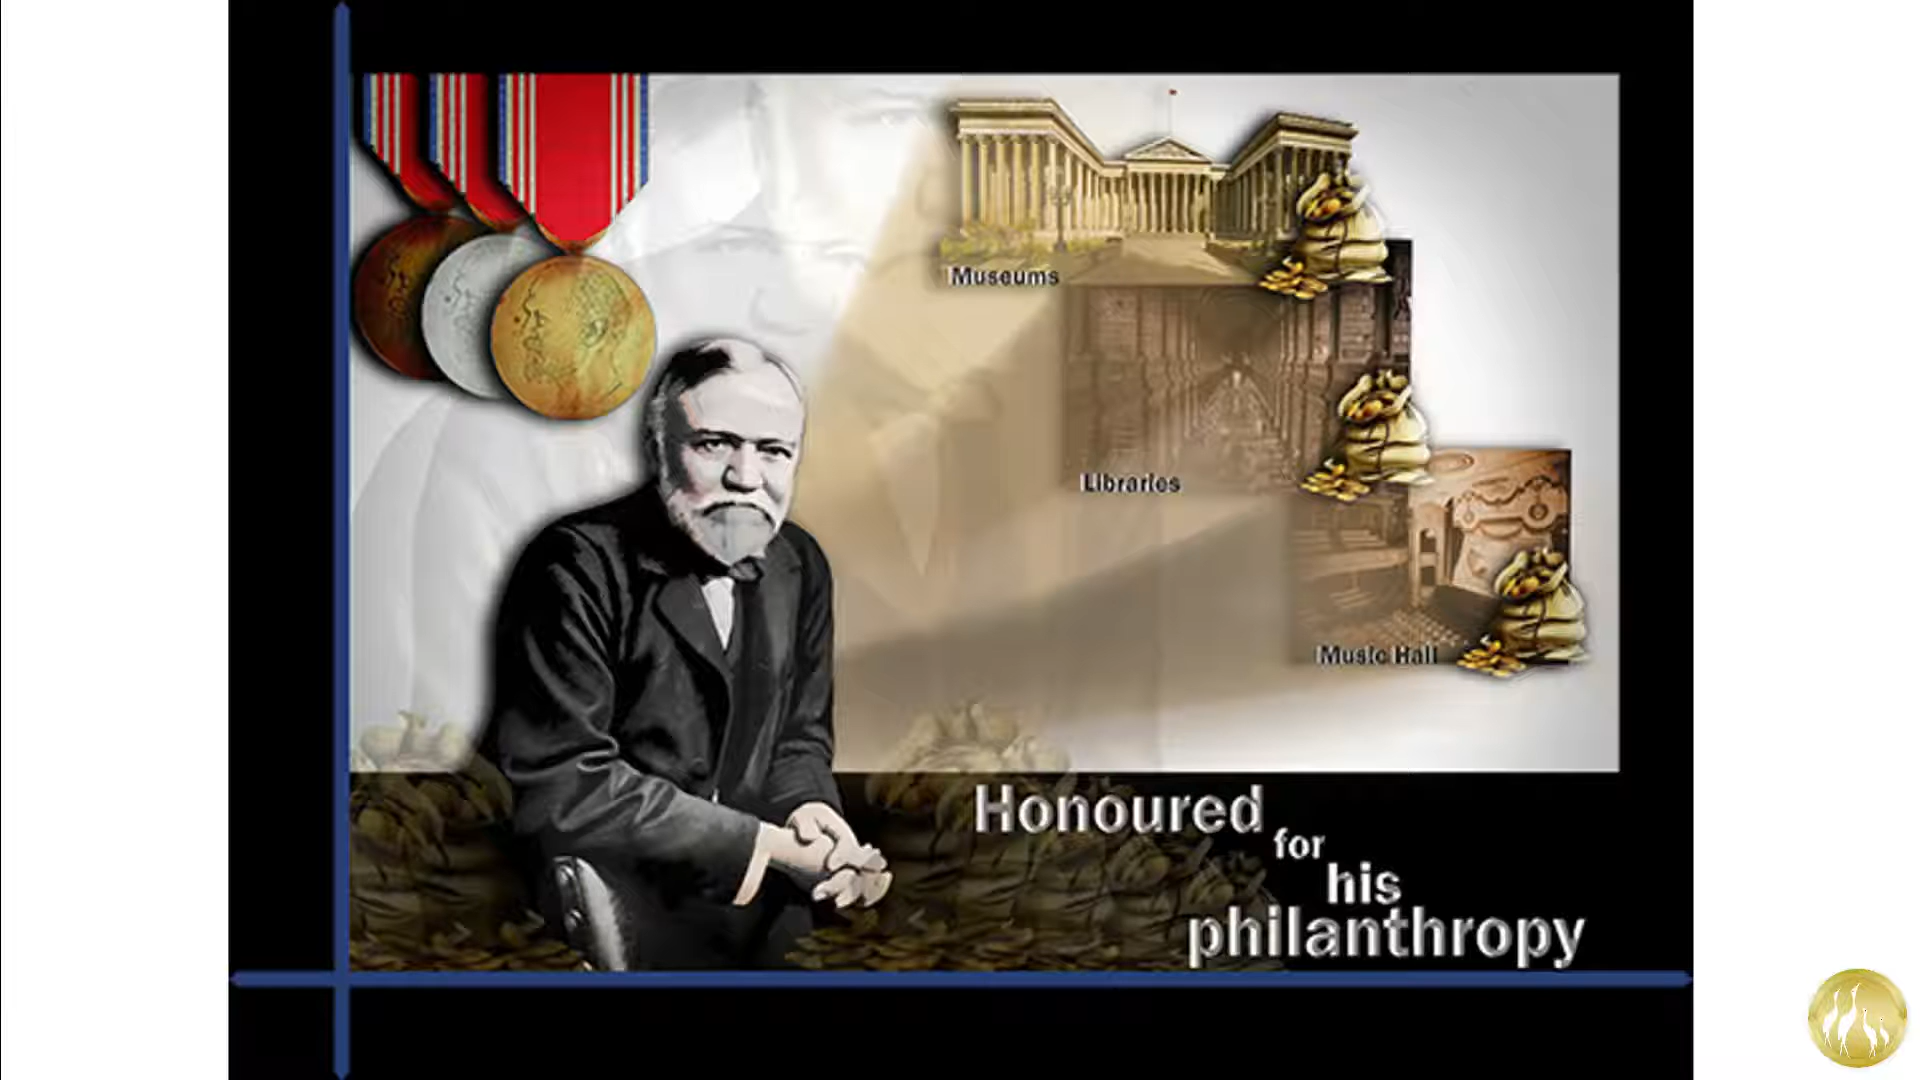 Museums
Libraries
Music Hall
Honoured
for
his
philanthropy